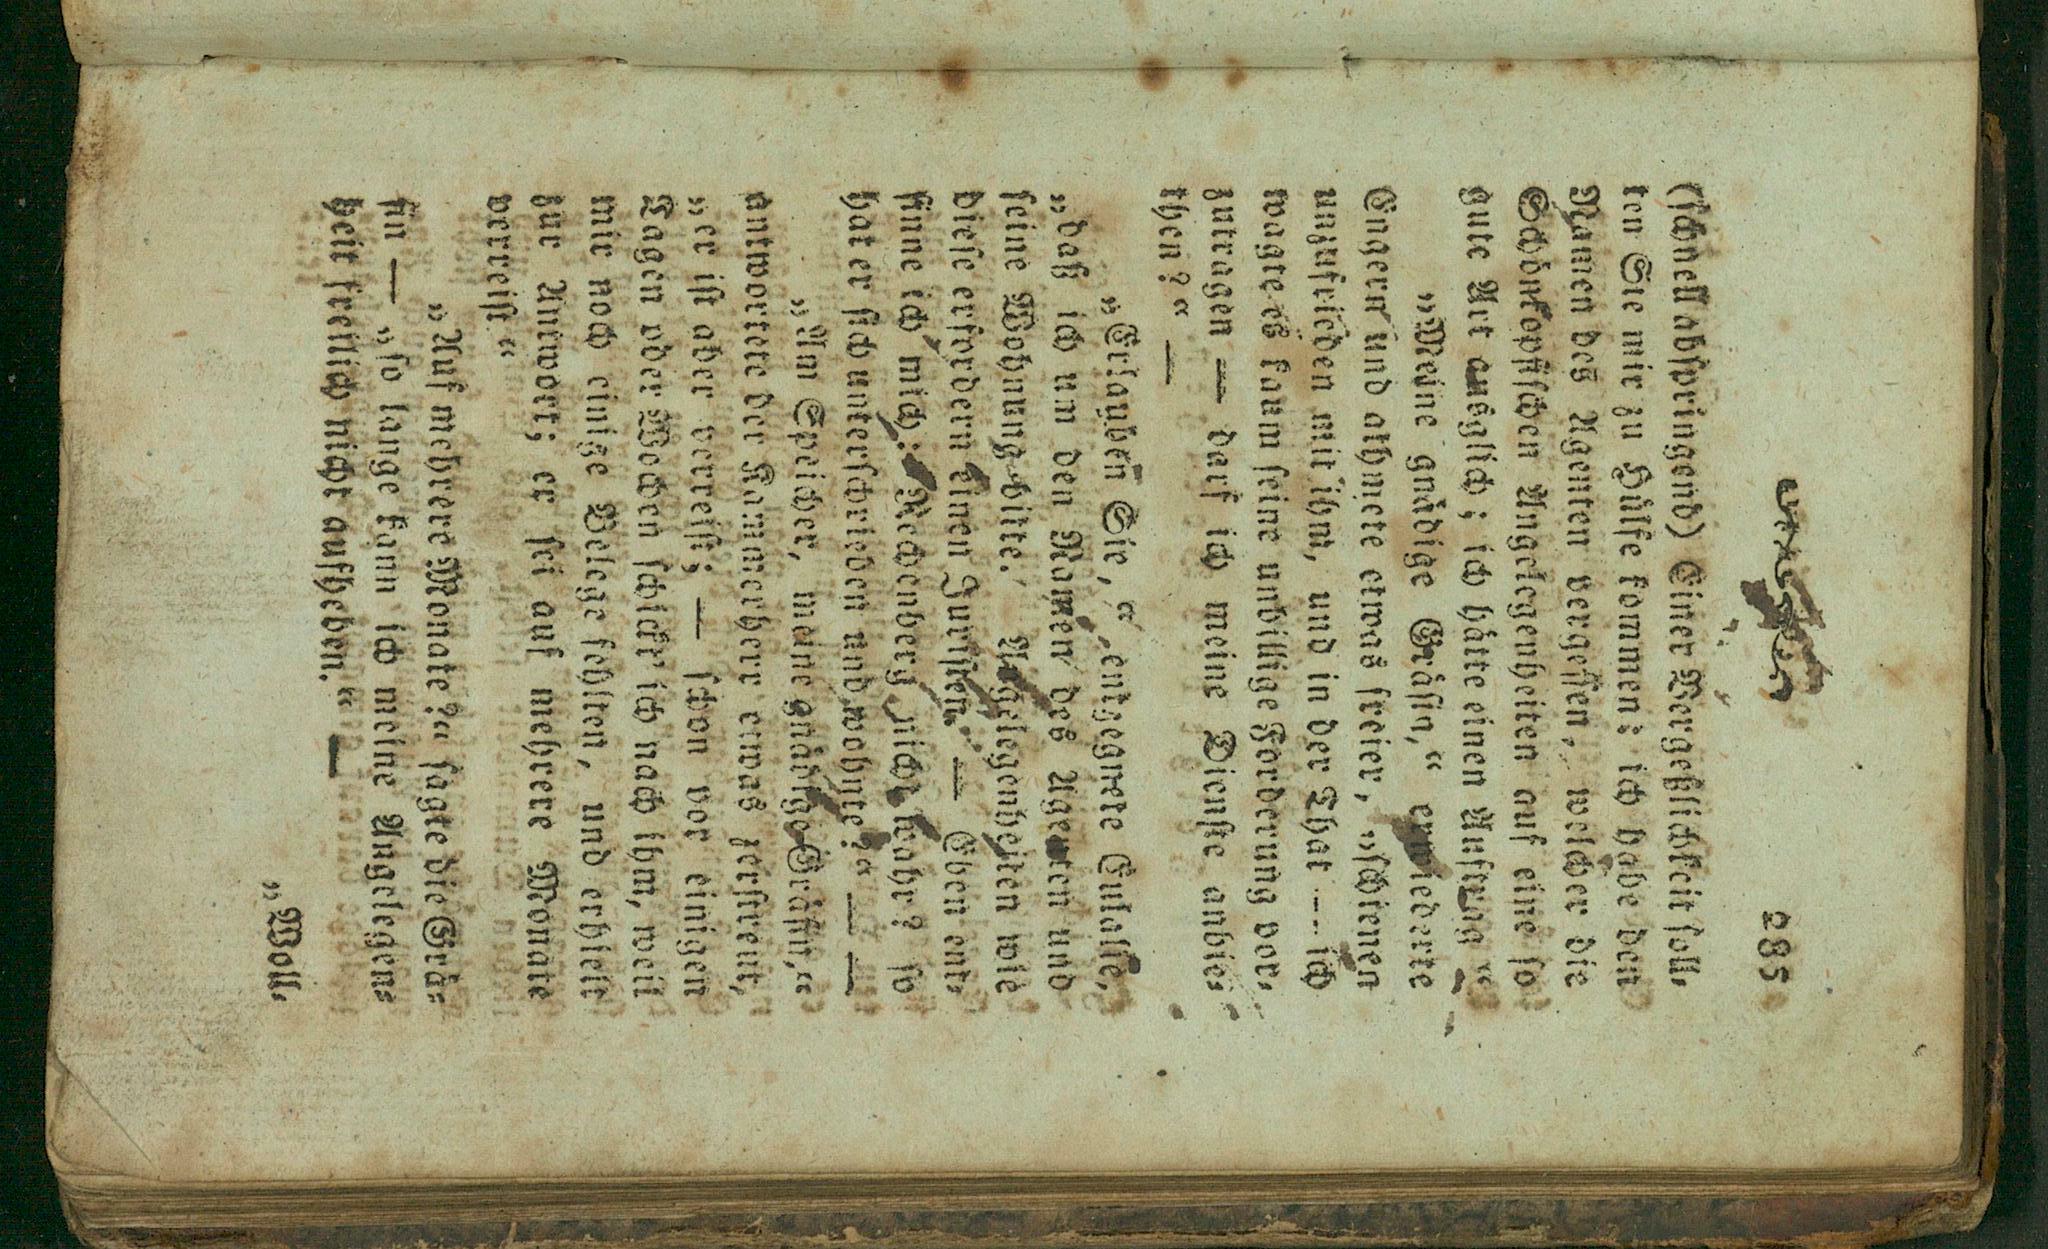 285
(schnell abspringend) Einer Vergeßlichkeit soll-
ten Sie mir zu Hülfe kommen: ich habe den
Namen des Agenten vergessen, welcher die
Schönkopfschen Angelegenheiten auf eine so
gute Art ausglich; ich hätte einen Auftrag “
„Meine gnädige Gräfin,“ erwiederte
Engern und athmete etwas freier, „schienen
unzufrieden mit ihm, und in der That — ich
wagte es kaum seine unbillige Forderung vor-
zutragen — darf ich meine Dienste anbie-
then?“ —
„Erlauben Sie,“ entgegnete Eulalie,
„daß ich um den Namen des Agenten und
seine Wohnung bitte. Angelegenheiten wie
diese erfordern einen Juristen. — Eben ent-
sinne ich mich: Rechenberg, nicht wahr? so
hat er sich unterschrieben und wohnte?“ — —
„Am Speicher, meine gnädige Gräfin,“
antwortete der Kammerherr etwas zerstreut,
„er ist aber verreist; — schon vor einigen
Tagen oder Wochen schickt' ich nach ihm, weil
mir noch einige Belege fehlten, und erhielt
zur Antwort; er sei auf mehrere Monate
verreist “
„Auf mehrere Monate?“ sagte die Grä-
fin — „so lange kann ich meine Angelegen-
heit freilich nicht aufheben.“ —
„Woll-